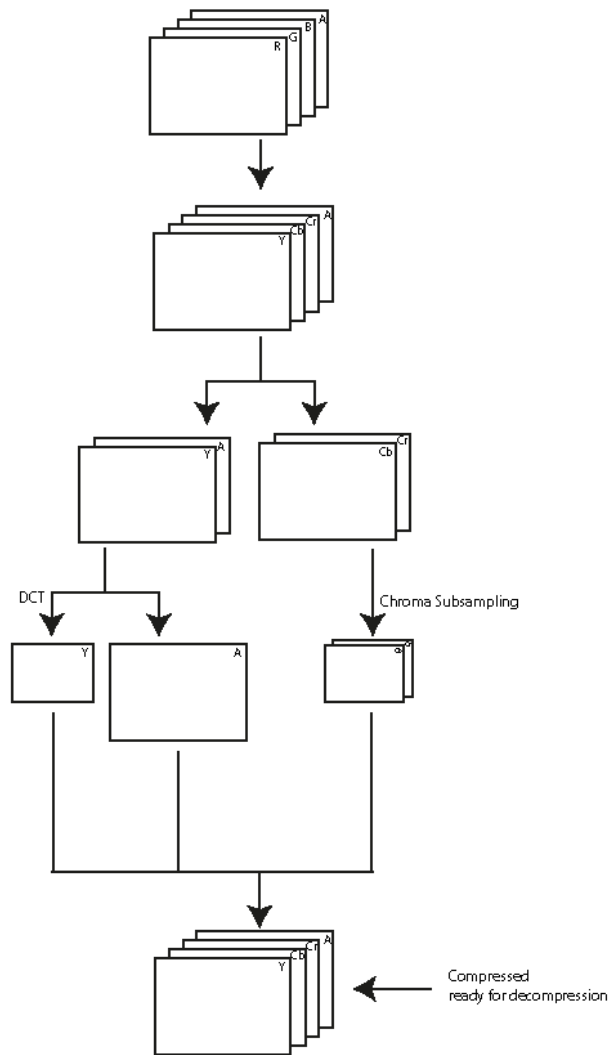 A
B
G
R
A
Cr
Cb
Y
A
Y
Cr
Cb
DCT
Chroma Subsampling
Y
A
A
Cr
Cb
Y
Compressed
ready for decompression